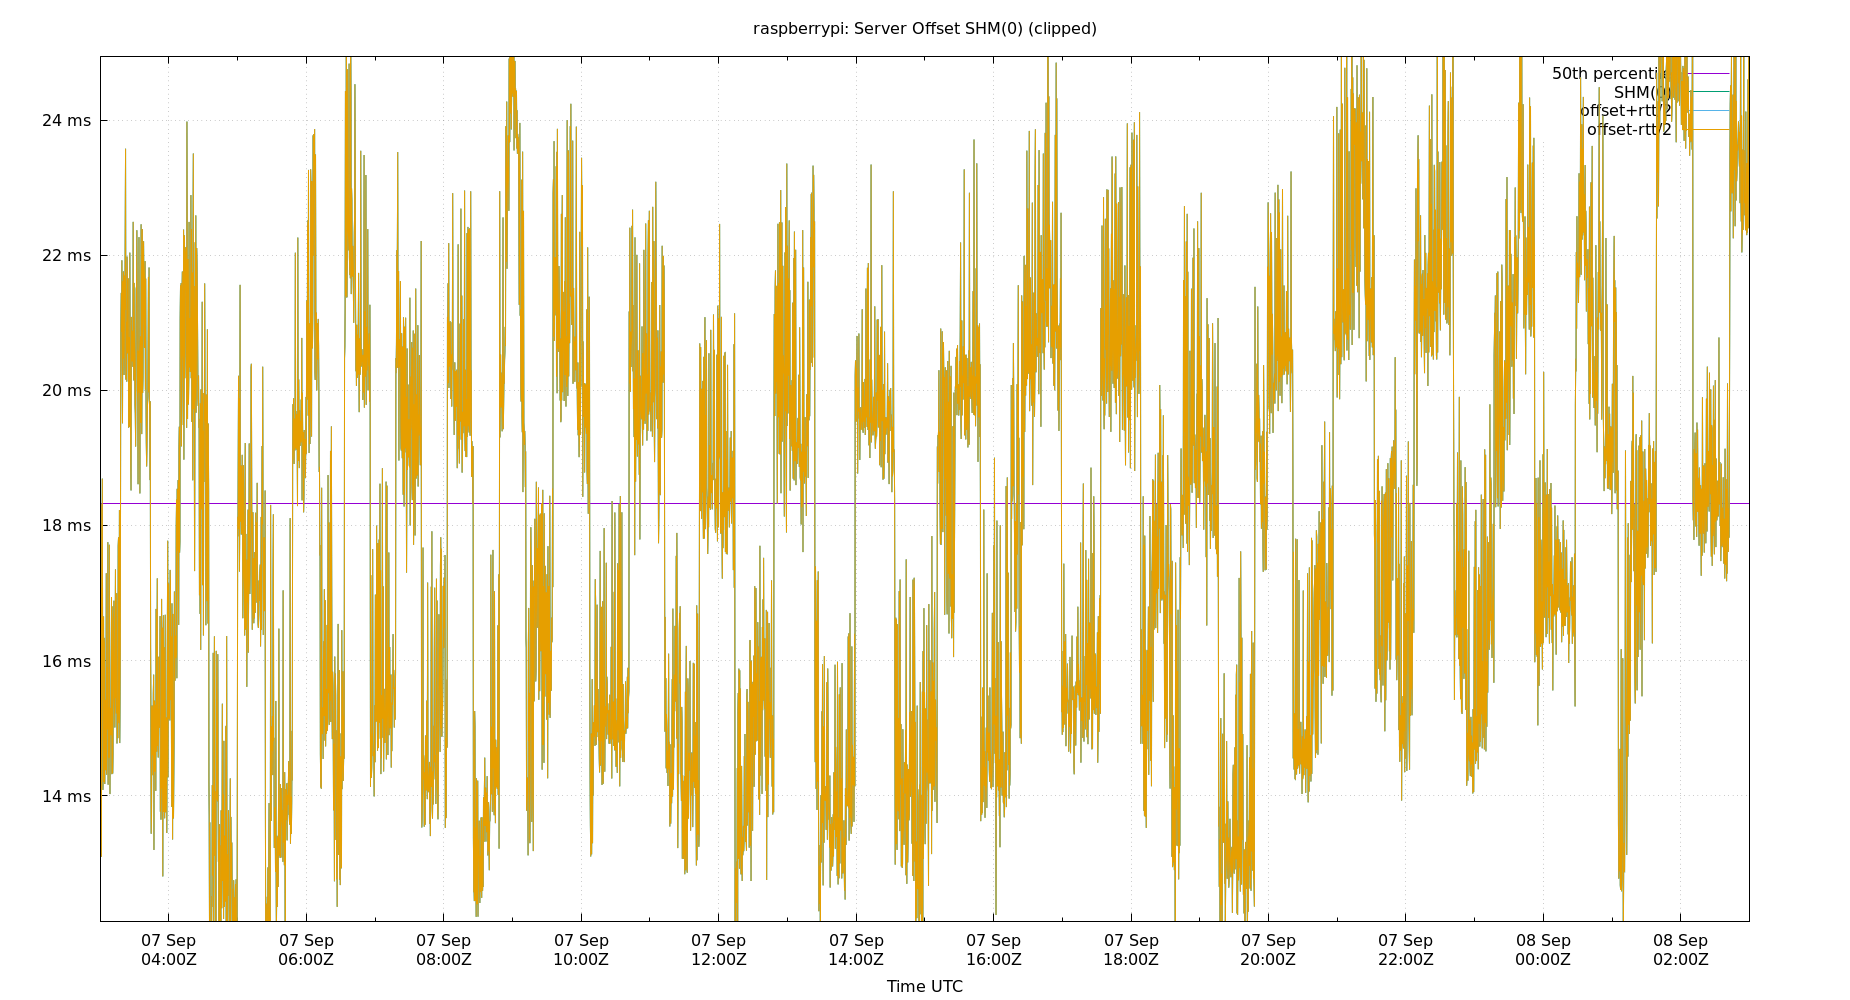 raspberrypi: Server Offset SHM(0) (clipped)
50th percentile
SHM(0)
offset+rtt/2
offset-rtt/2
24 ms
22 ms
20 ms
18 ms
16 ms
14 ms
07 Sep 07 Sep 07 Sep 07 Sep 07 Sep 07 Sep 07 Sep 07 Sep 07 Sep 07 Sep 08 Sep 08 Sep
04:00Z 06:00Z 08:00Z 10:00Z 12:00Z 14:00Z 16:00Z 18:00Z 20:00Z 22:00Z 00:00Z 02:00Z
Time UTC